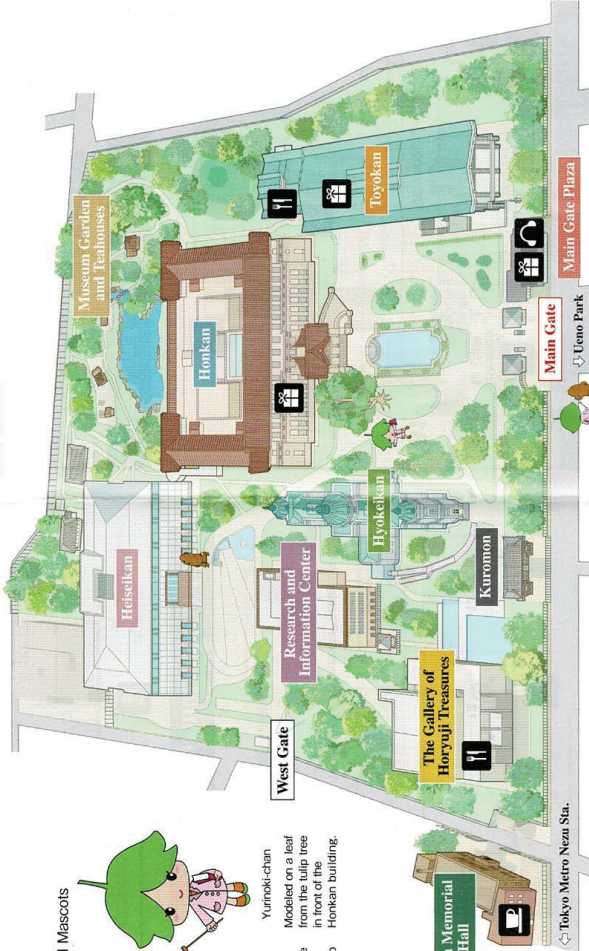 l Mascots
Yurinoki-chan
Modeled on a leaf
from the tulip tree
in front of the
Honkan building.
Museum Garden
and Teahouses
Heiseikan
Honkan
West Gate
Research and
Information Center
Hyokeikan
Toyokan
The Gallery of
Horyuji Treasures
Kuromon
Memorial
Hall
Main Gate
Main Gate Plaza
⇦ Tokyo Metro Nezu Sta.
⇩ Ueno Park